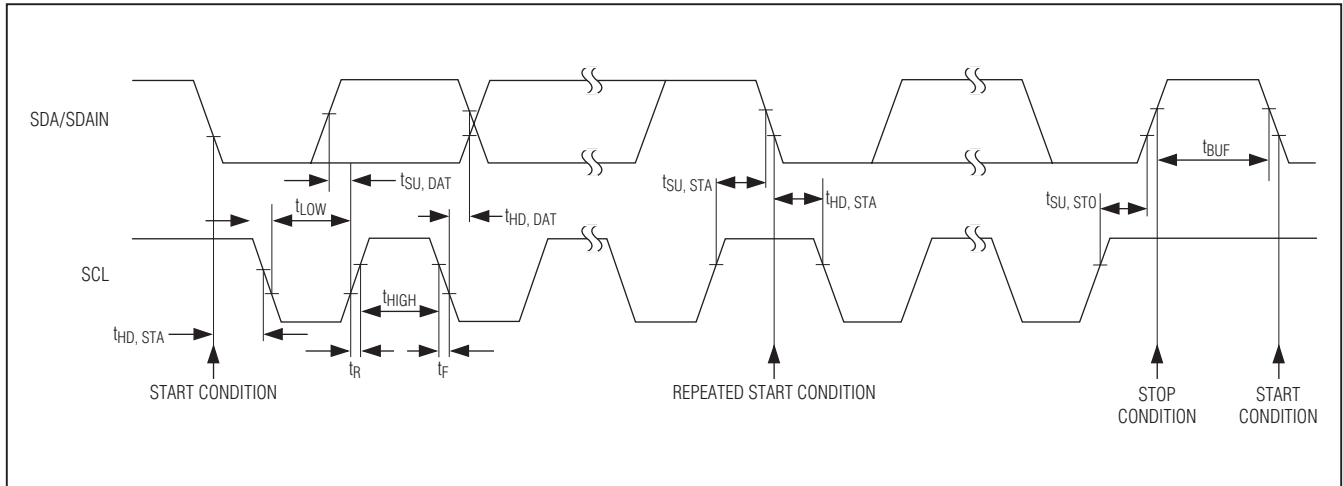 SDA/SDAIN
tSU, DAT
tLOW
tHD, DAT
tSU, STA
tHD, STA
tBUF
tSU, STO
SCL
tHIGH
tHD, STA
tR
tF
START CONDITION
REPEATED START CONDITION
STOP
CONDITION
START
CONDITION